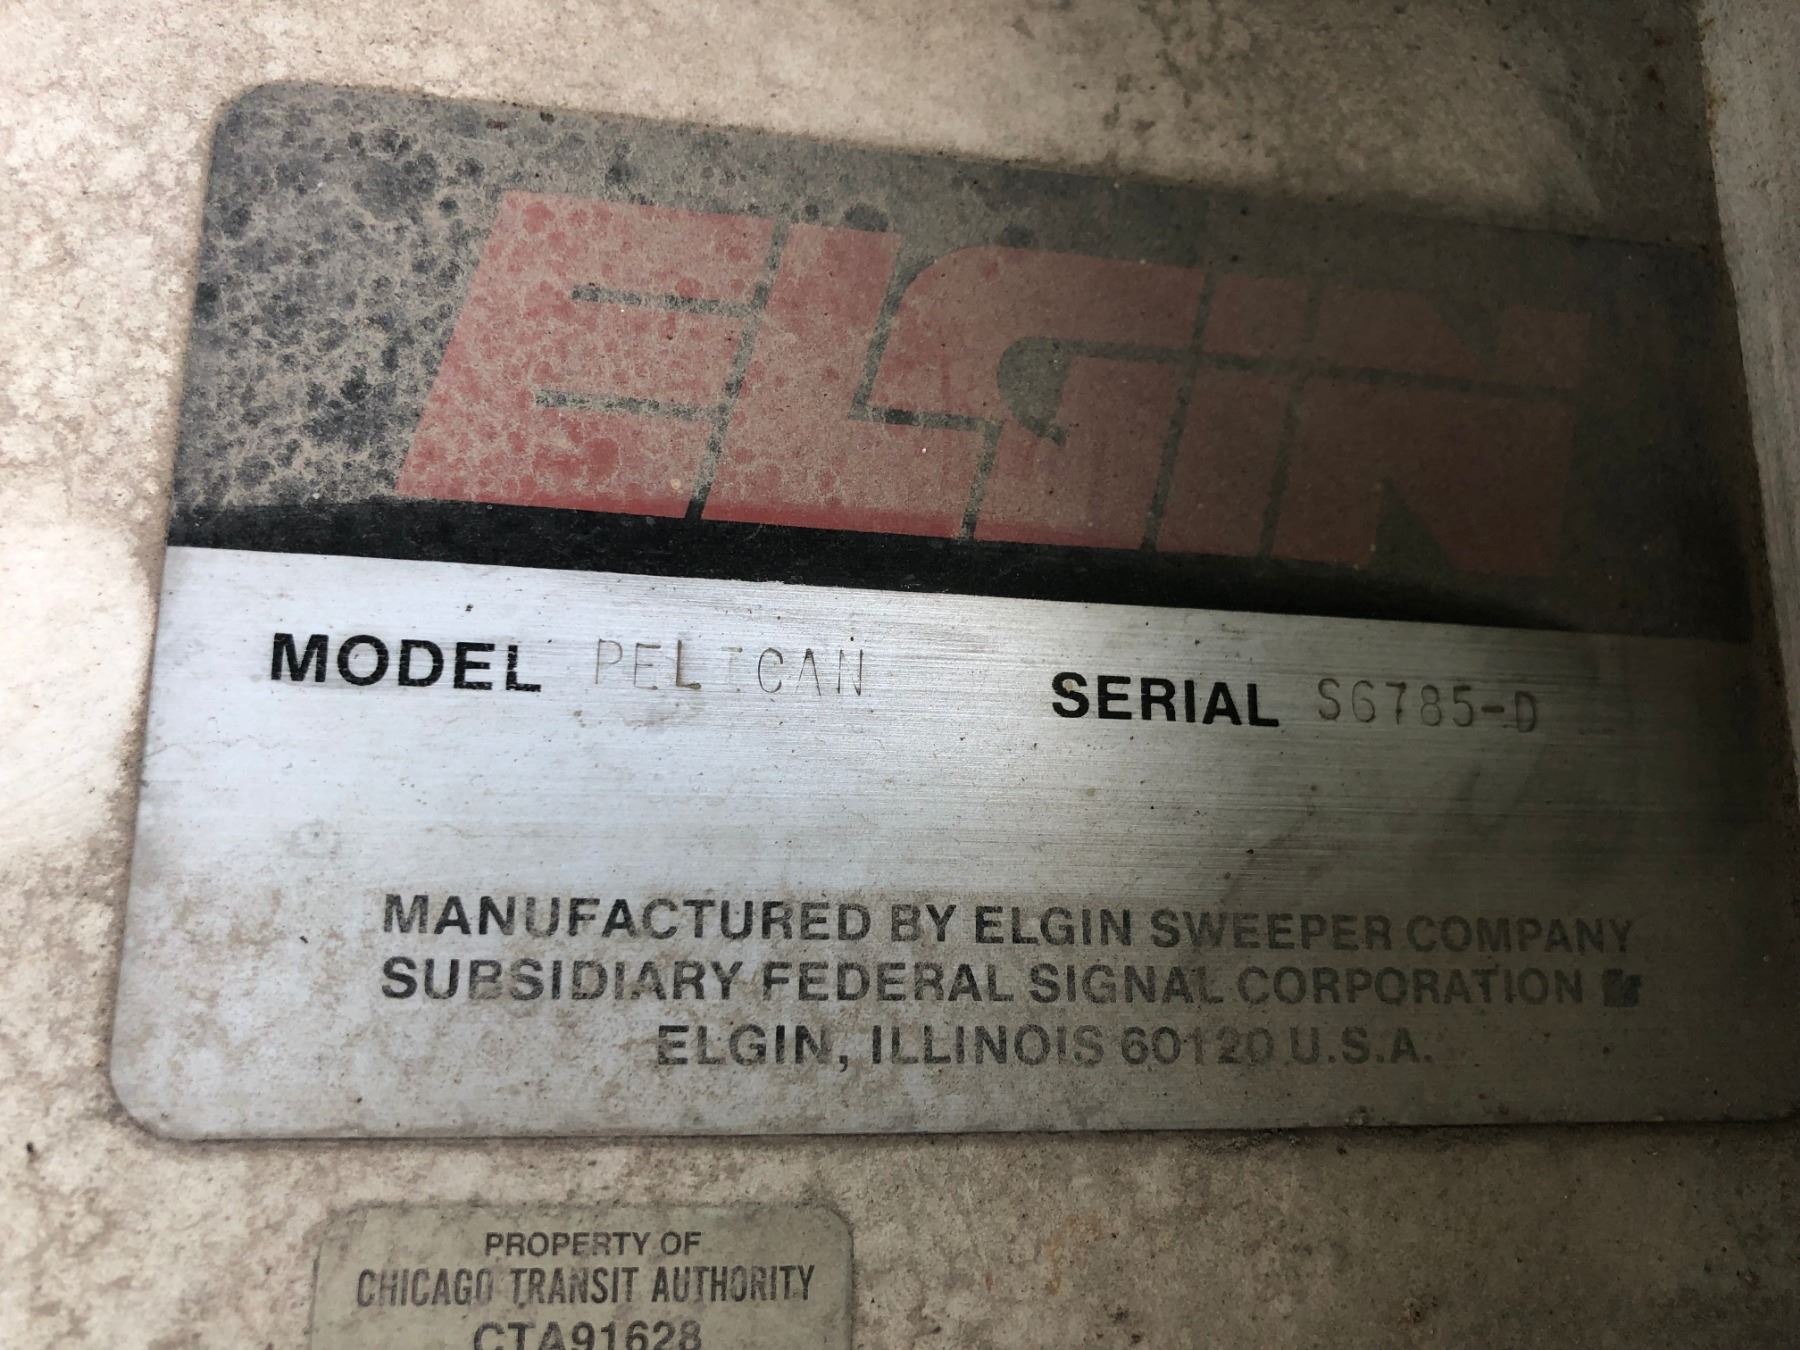 ELGIN
MODEL PELICAN SERIAL S6785-D
MANUFACTURED BY ELGIN SWEEPER COMPANY
SUBSIDIARY FEDERAL SIGNAL CORPORATION
ELGIN, ILLINOIS 60120 U.S.A.
PROPERTY OF
CHICAGO TRANSIT AUTHORITY
CTA91628